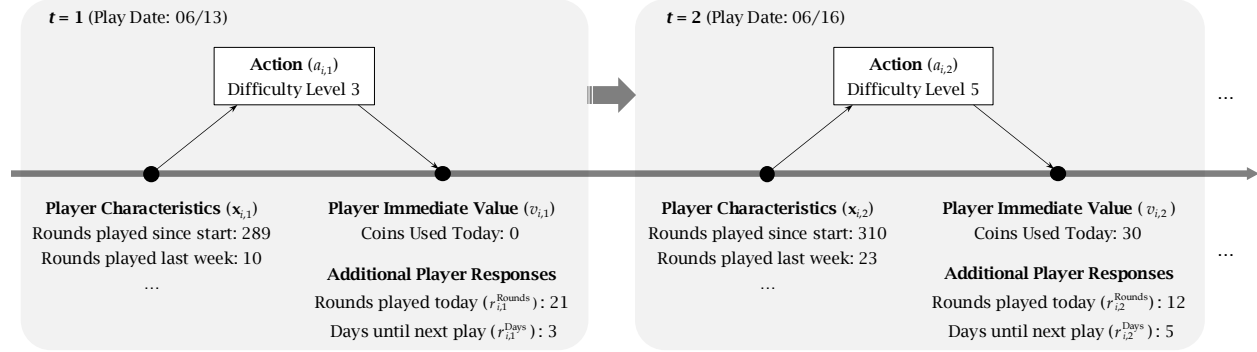 t = 1 (Play Date: 06/13)
Action (a_{i,1})
Difficulty Level 3
Player Characteristics (x_{i,1})
Rounds played since start: 289
Rounds played last week: 10
...
Player Immediate Value (v_{i,1})
Coins Used Today: 0
Additional Player Responses
Rounds played today (r_{i,1}^{Rounds}): 21
Days until next play (r_{i,1}^{Days}): 3
t = 2 (Play Date: 06/16)
Action (a_{i,2})
Difficulty Level 5
Player Characteristics (x_{i,2})
Rounds played since start: 310
Rounds played last week: 23
...
Player Immediate Value (v_{i,2})
Coins Used Today: 30
Additional Player Responses
Rounds played today (r_{i,2}^{Rounds}): 12
Days until next play (r_{i,2}^{Days}): 5
...
...